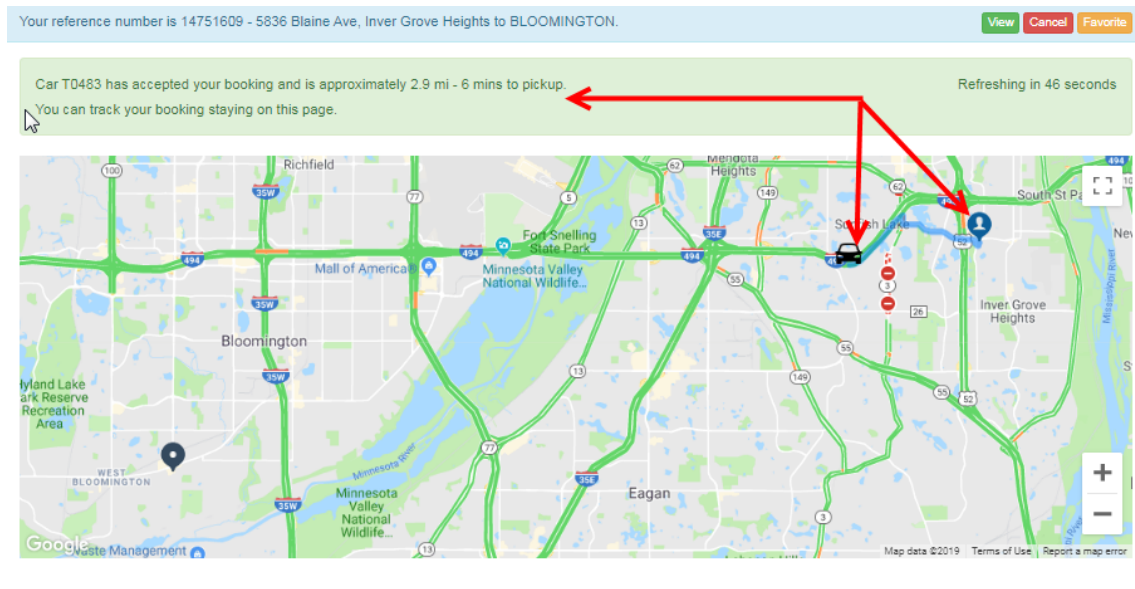 Your reference number is 14751609 - 5836 Blaine Ave, Inver Grove Heights to BLOOMINGTON.
View Cancel Favorite
Car T0483 has accepted your booking and is approximately 2.9 mi - 6 mins to pickup.
Refreshing in 46 seconds
You can track your booking staying on this page.
Richfield
Mendota
Heights
494
100
62
35W
77
5
149
62
South St Pa
13
Fort Snelling
State Park
35E
52
494
494
494
Mall of America
Minnesota Valley
National Wildlife...
55
3
35W
26
Inver Grove
Heights
Mississippi River
Bloomington
55
13
149
35W
55
52
Hyland Lake
Park Reserve
Recreation
Area
77
Minnesota River
WEST
BLOOMINGTON
35E
35W
Minnesota
Valley
National
Wildlife...
Eagan
3
13
Google
Waste Management
Map data ©2019
Terms of Use
Report a map error